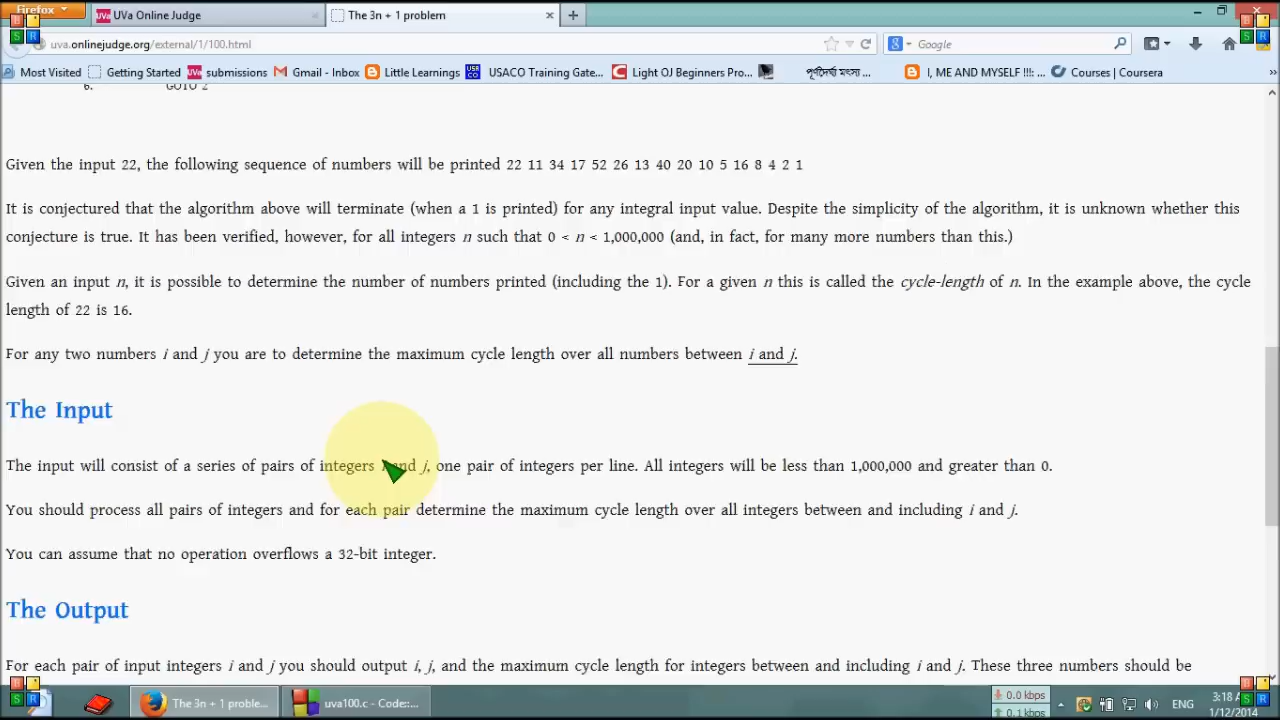 Firefox
UVa Online Judge
The 3n + 1 problem
uva.onlinejudge.org/external/1/100.html
Google
Most Visited Getting Started submissions Gmail - Inbox Little Learnings USACO Training Gate... Light OJ Beginners Pro... পূর্ণদৈর্ঘ্য মৎস্য ... I, ME AND MYSELF !!!: ... Courses | Coursera
6. GOTO 2
Given the input 22, the following sequence of numbers will be printed 22 11 34 17 52 26 13 40 20 10 5 16 8 4 2 1
It is conjectured that the algorithm above will terminate (when a 1 is printed) for any integral input value. Despite the simplicity of the algorithm, it is unknown whether this
conjecture is true. It has been verified, however, for all integers n such that 0 < n < 1,000,000 (and, in fact, for many more numbers than this.)
Given an input n, it is possible to determine the number of numbers printed (including the 1). For a given n this is called the cycle-length of n. In the example above, the cycle
length of 22 is 16.
For any two numbers i and j you are to determine the maximum cycle length over all numbers between i and j.
The Input
The input will consist of a series of pairs of integers i and j, one pair of integers per line. All integers will be less than 1,000,000 and greater than 0.
You should process all pairs of integers and for each pair determine the maximum cycle length over all integers between and including i and j.
You can assume that no operation overflows a 32-bit integer.
The Output
For each pair of input integers i and j you should output i, j, and the maximum cycle length for integers between and including i and j. These three numbers should be
The 3n + 1 proble...
uva100.c - Code::...
0.0 kbps
0.1 kbps
ENG
3:18 A
1/12/2014